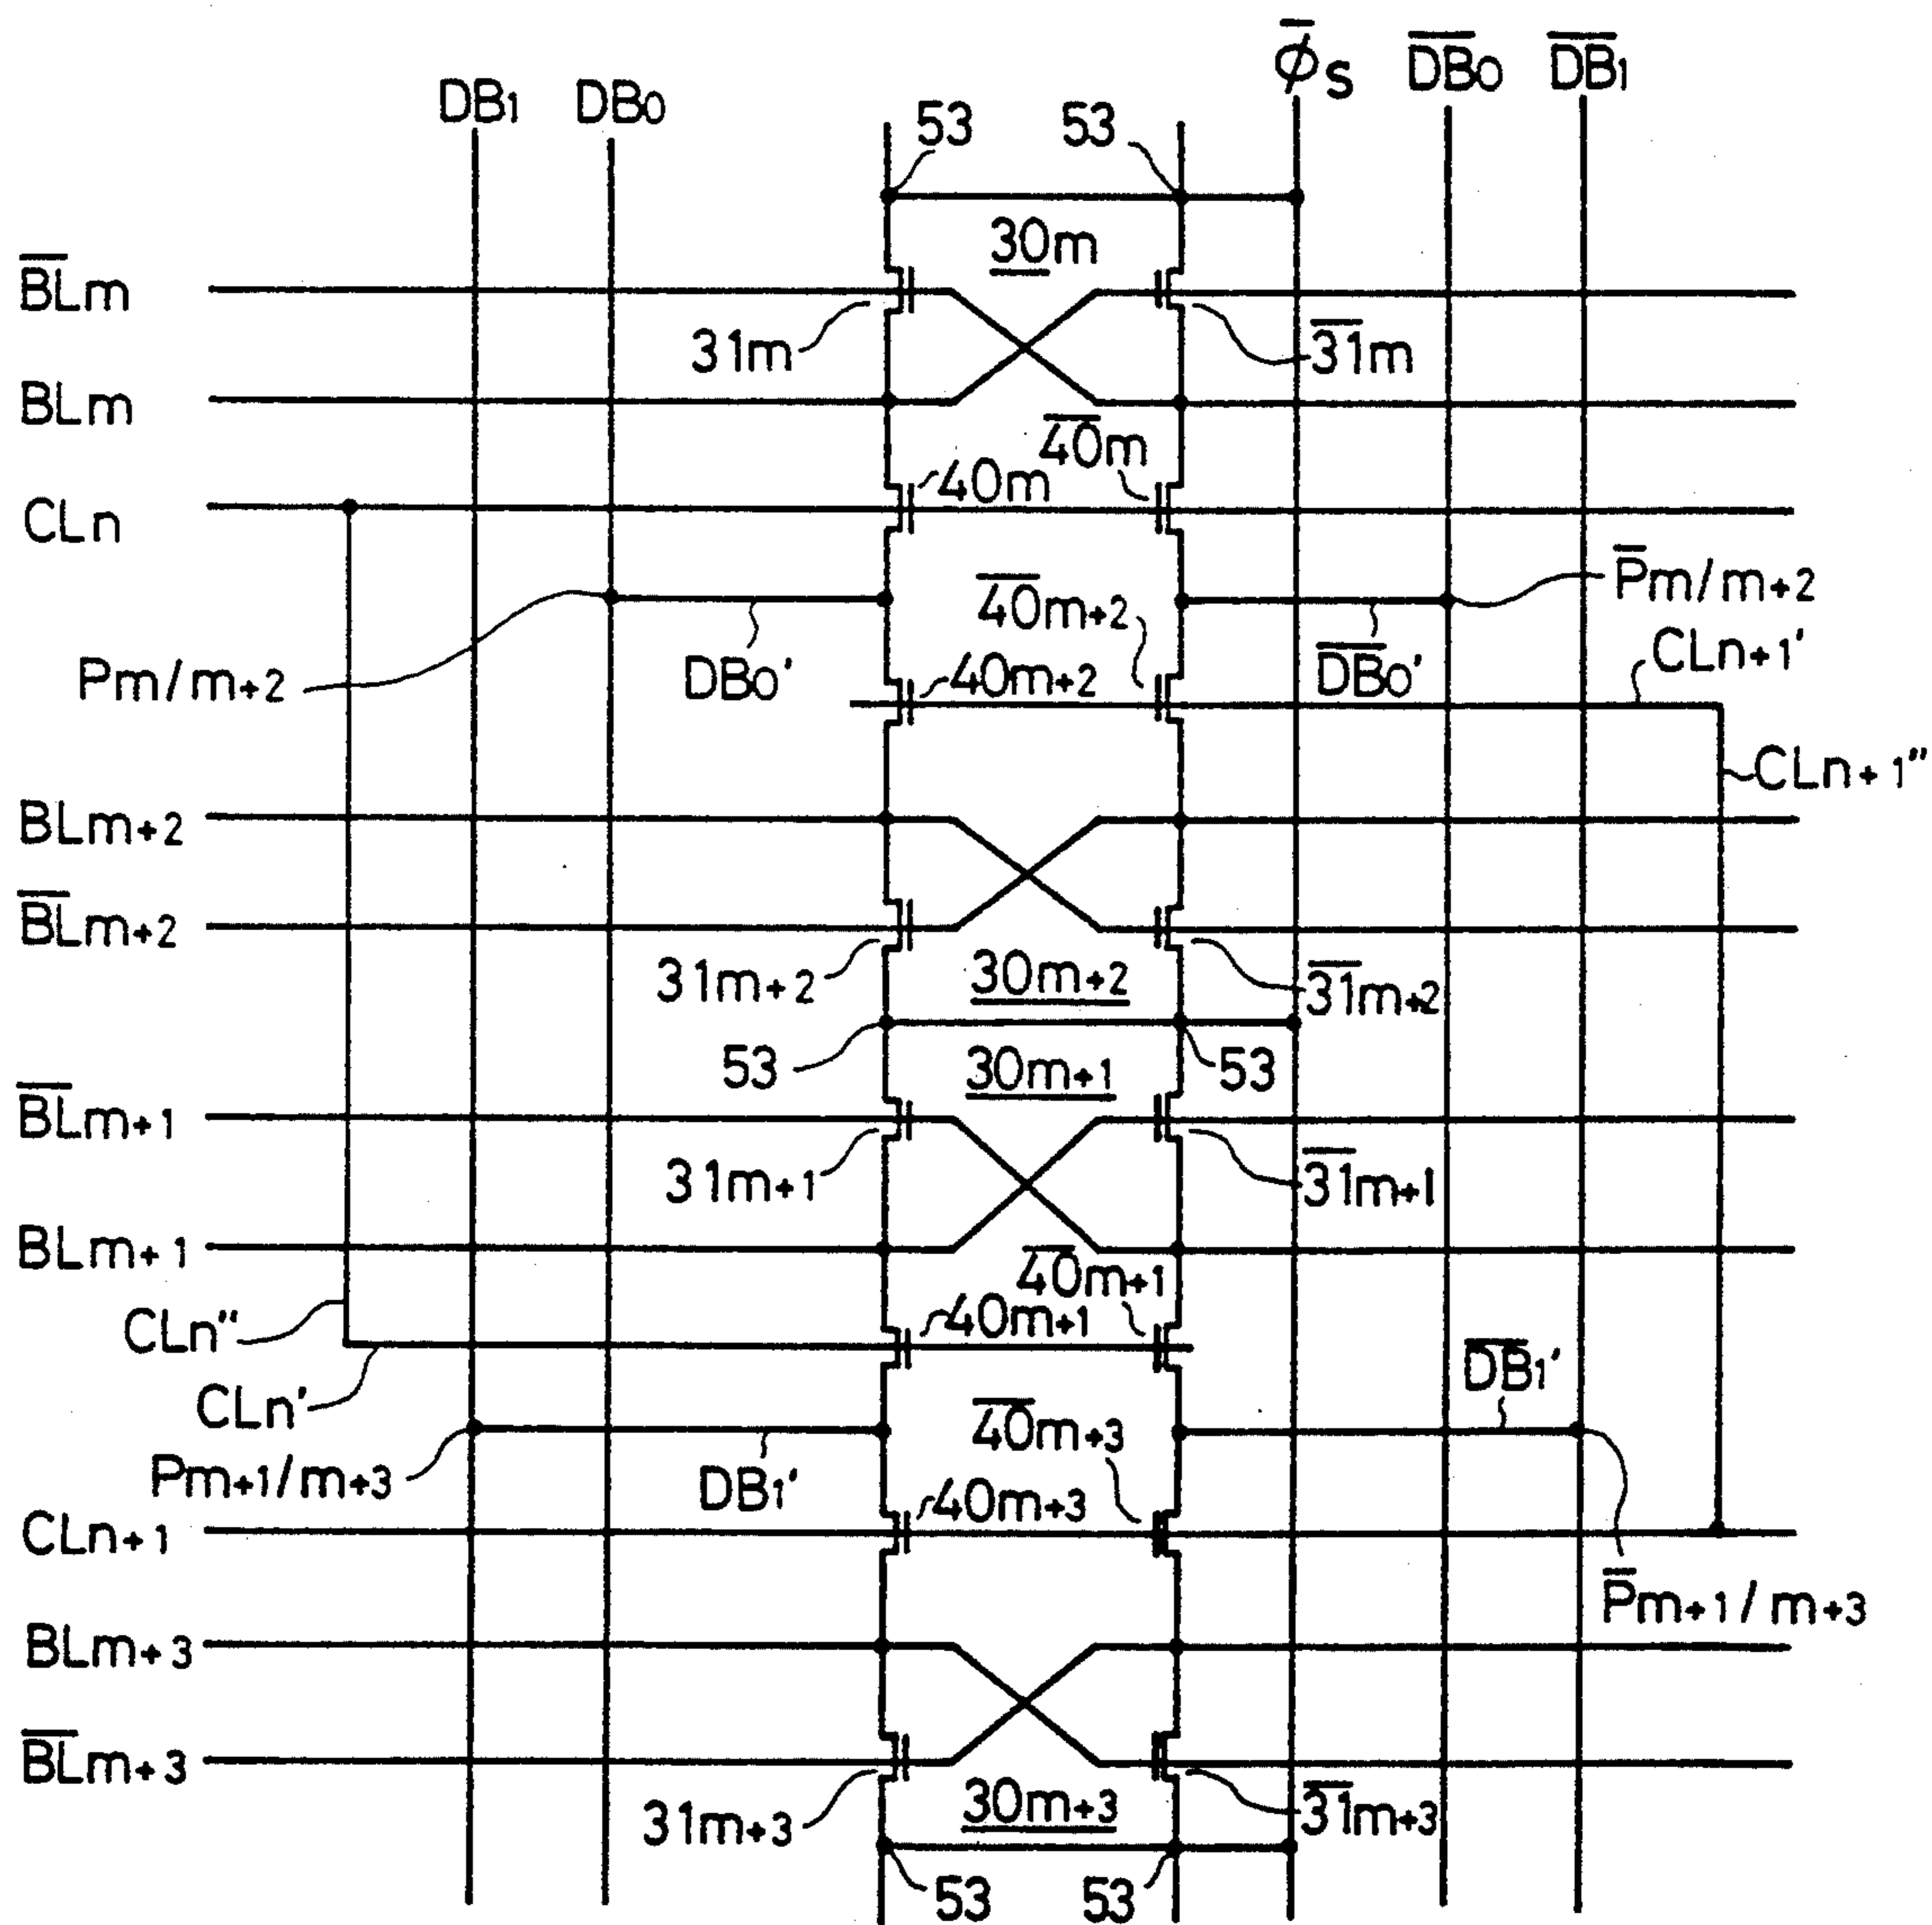 D̅B̅₁
φ̅s D̅B̅₀ D̅B̅₁
DB₁ DB₀
53 53
30m
B̅L̅m
31m 3̅1̅m
BLm
4̅0̅m
40m
CLn
P̅m/m+2
4̅0̅m+2
CLn+1'
Pm/m+2 DB₀' 40m+2 D̅B̅₀'
CLn+1"
BLm+2
B̅L̅m+2
31m+2 30m+2 3̅1̅m+2
53 30m+1 53
B̅L̅m+1
31m+1 3̅1̅m+1
BLm+1
4̅0̅m+1
CLn" 40m+1
D̅B̅₁'
CLn'
4̅0̅m+3
Pm+1/m+3 DB₁' 40m+3
CLn+1
P̅m+1/m+3
BLm+3
B̅L̅m+3
31m+3 30m+3 3̅1̅m+3
53 53